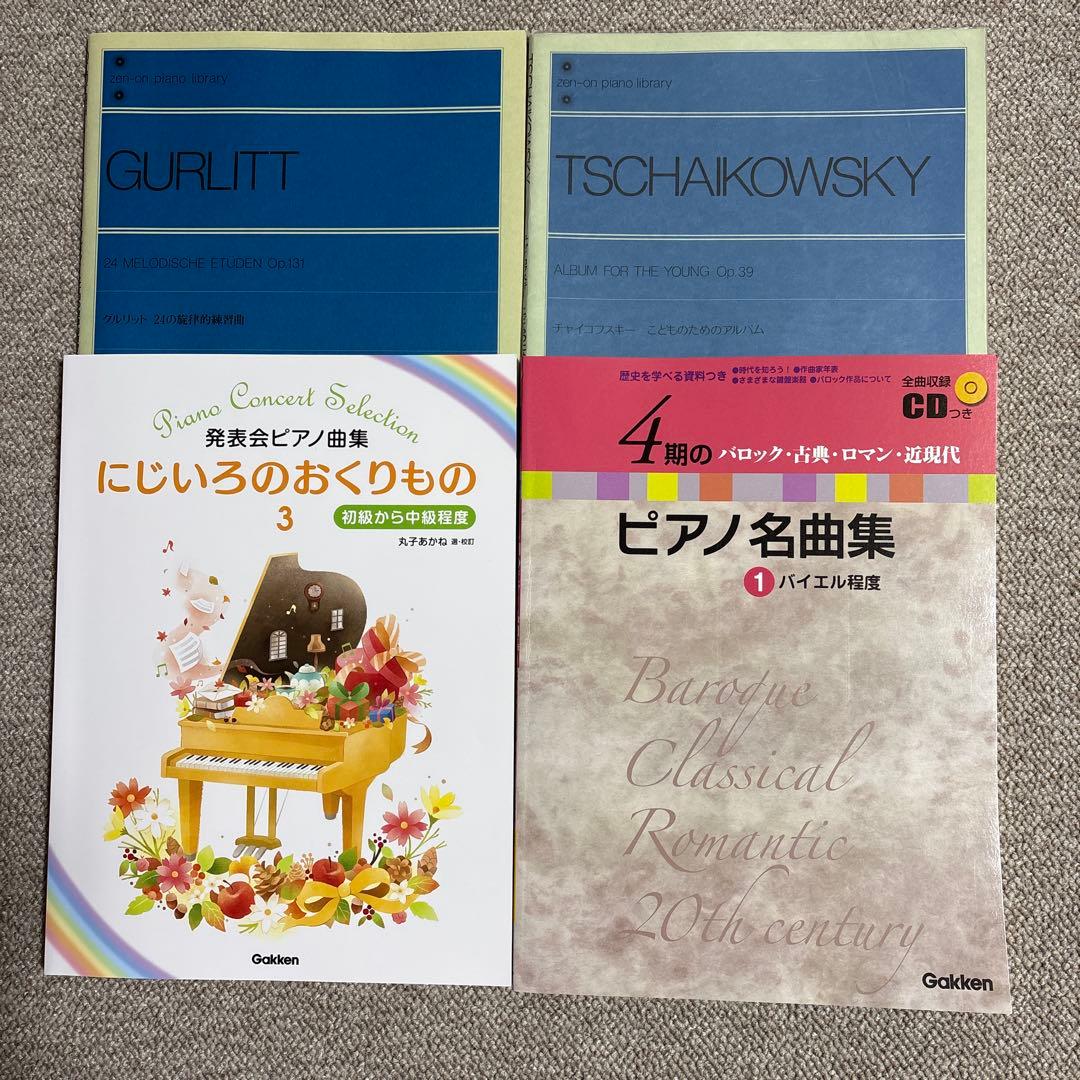 zen-on piano library
GURLITT
24 MELODISCHE ETÜDEN Op.131
グルリット 24の旋律的練習曲
zen-on piano library
TSCHAIKOWSKY
ALBUM FOR THE YOUNG Op.39
チャイコフスキー こどものためのアルバム
Piano Concert Selection
発表会ピアノ曲集
にじいろのおくりもの
3
初級から中級程度
丸子あかね 選・校訂
Gakken
歴史を学べる資料つき
●時代を知ろう! ●作曲家年表
●さまざまな鍵盤楽器 ●バロック作品について
全曲収録
CDつき
4期の バロック・古典・ロマン・近現代
ピアノ名曲集
1 バイエル程度
Baroque
Classical
Romantic
20th century
Gakken